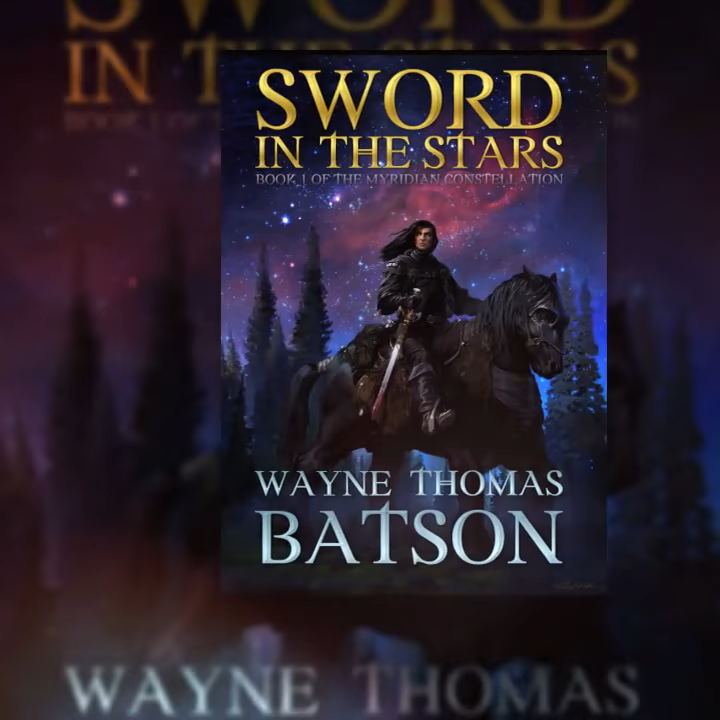 SWORD
IN THE STARS
BOOK 1 OF THE MYRIDIAN CONSTELLATION
WAYNE THOMAS
BATSON
WAYNE THOMAS